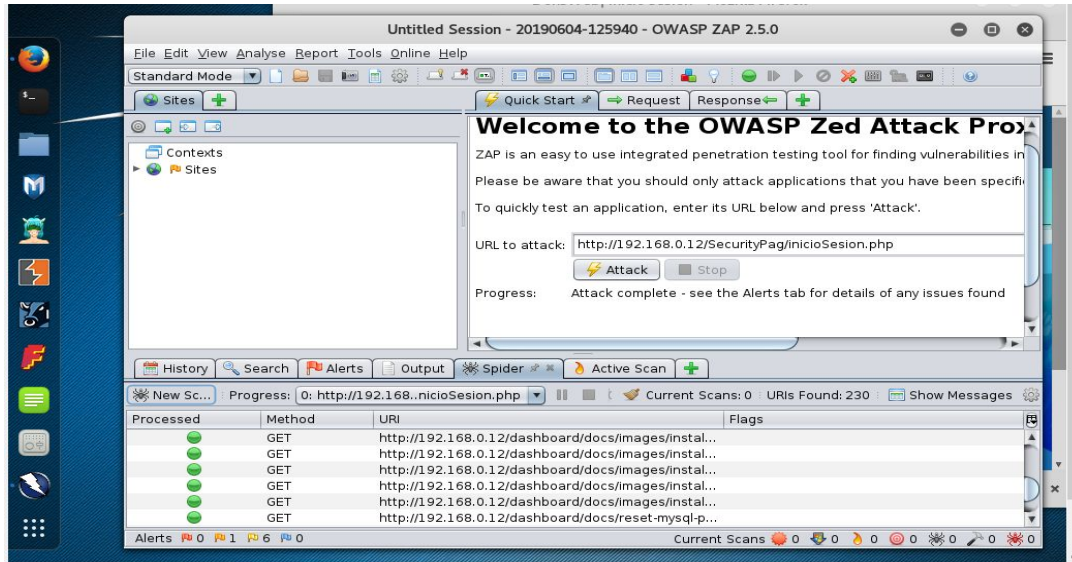 Untitled Session - 20190604-125940 - OWASP ZAP 2.5.0
File Edit View Analyse Report Tools Online Help
Standard Mode
Sites
Quick Start
Request
Response
Contexts
Sites
Welcome to the OWASP Zed Attack Prox
ZAP is an easy to use integrated penetration testing tool for finding vulnerabilities in
Please be aware that you should only attack applications that you have been specifi
To quickly test an application, enter its URL below and press 'Attack'.
URL to attack: http://192.168.0.12/SecurityPag/inicioSesion.php
Attack Stop
Progress: Attack complete - see the Alerts tab for details of any issues found
History Search Alerts Output Spider Active Scan
New Sc... Progress: 0: http://192.168..nicioSesion.php Current Scans: 0 URIs Found: 230 Show Messages
Processed Method URI Flags
GET http://192.168.0.12/dashboard/docs/images/instal...
GET http://192.168.0.12/dashboard/docs/images/instal...
GET http://192.168.0.12/dashboard/docs/images/instal...
GET http://192.168.0.12/dashboard/docs/images/instal...
GET http://192.168.0.12/dashboard/docs/images/instal...
GET http://192.168.0.12/dashboard/docs/reset-mysql-p...
Alerts 0 1 6 0 Current Scans 0 0 0 0 0 0 0